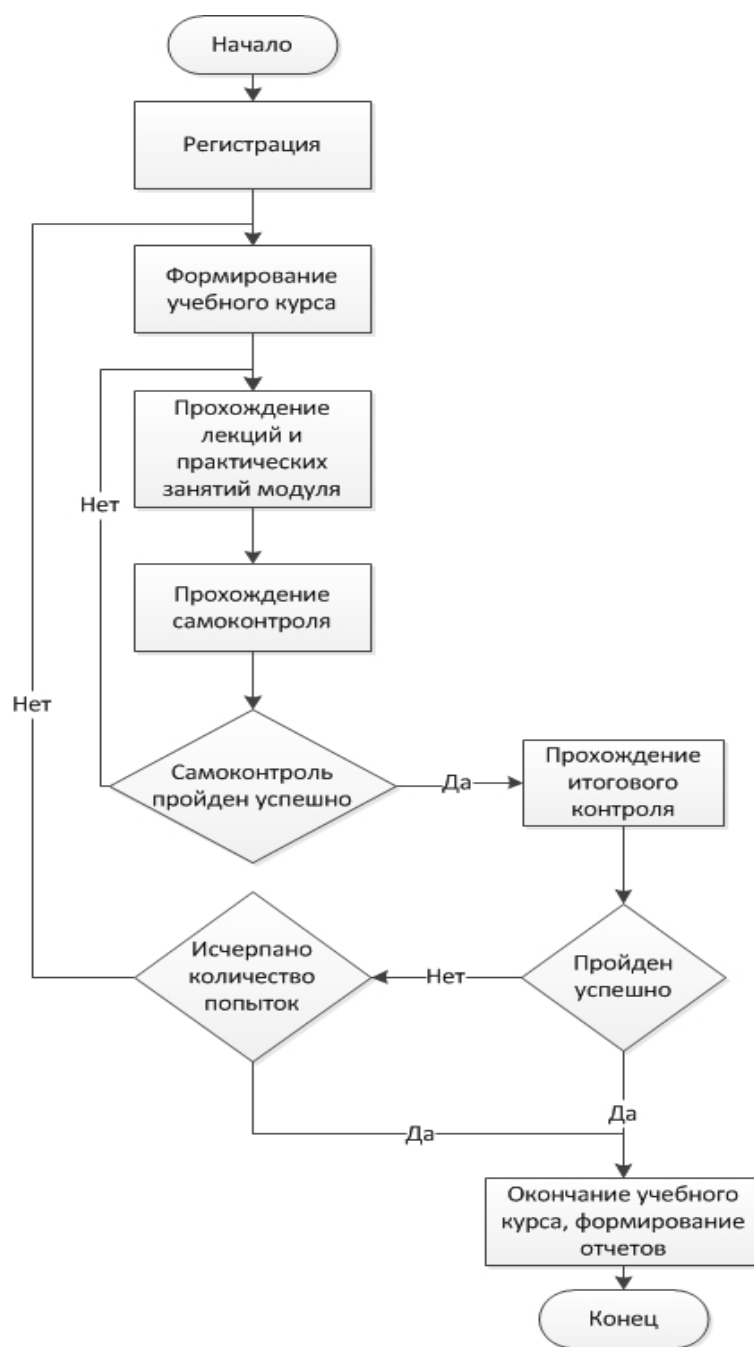 Начало
Регистрация
Формирование
учебного курса
Прохождение
лекций и
практических
занятий модуля
Нет
Прохождение
самоконтроля
Нет
Самоконтроль
пройден успешно
Да
Прохождение
итогового
контроля
Исчерпано
количество
попыток
Нет
Пройден
успешно
Да
Да
Окончание учебного
курса, формирование
отчетов
Конец